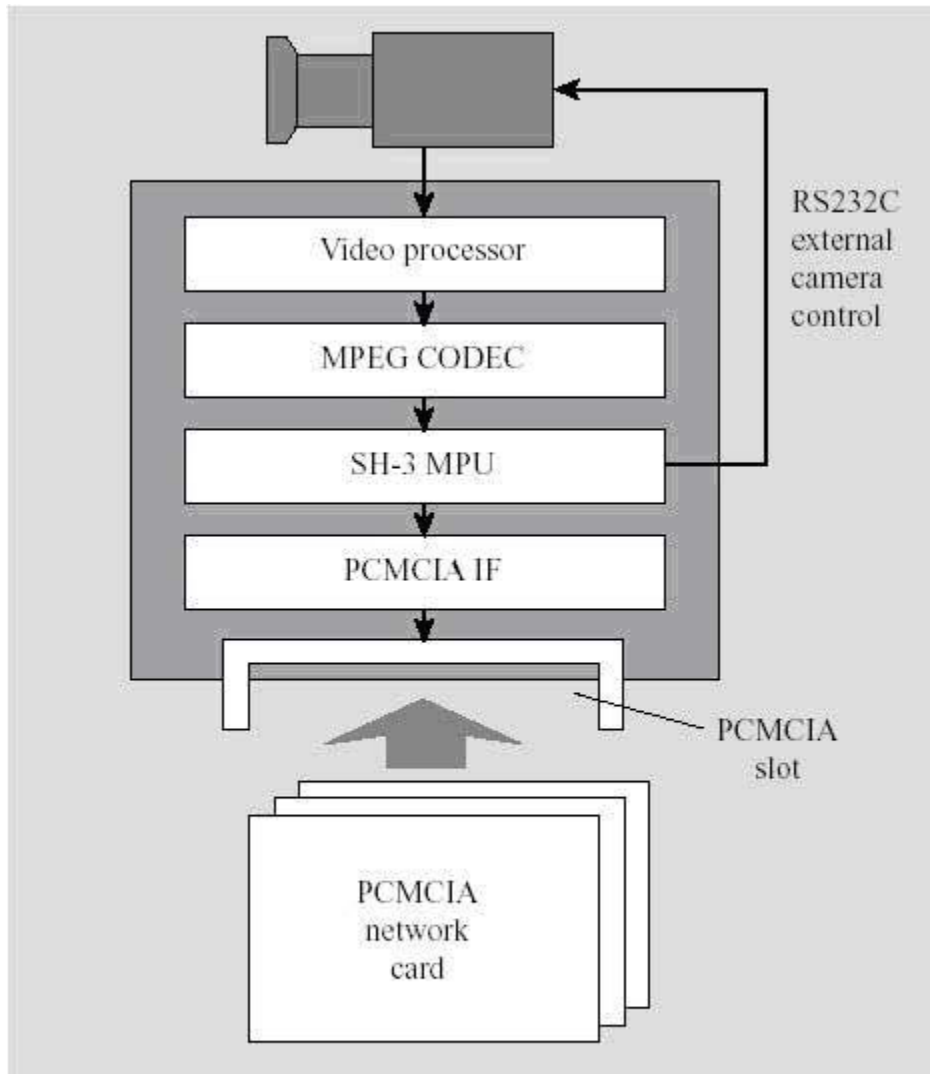 RS232C
external
camera
control
Video processor
MPEG CODEC
SH-3 MPU
PCMCIA IF
PCMCIA
slot
PCMCIA
network
card